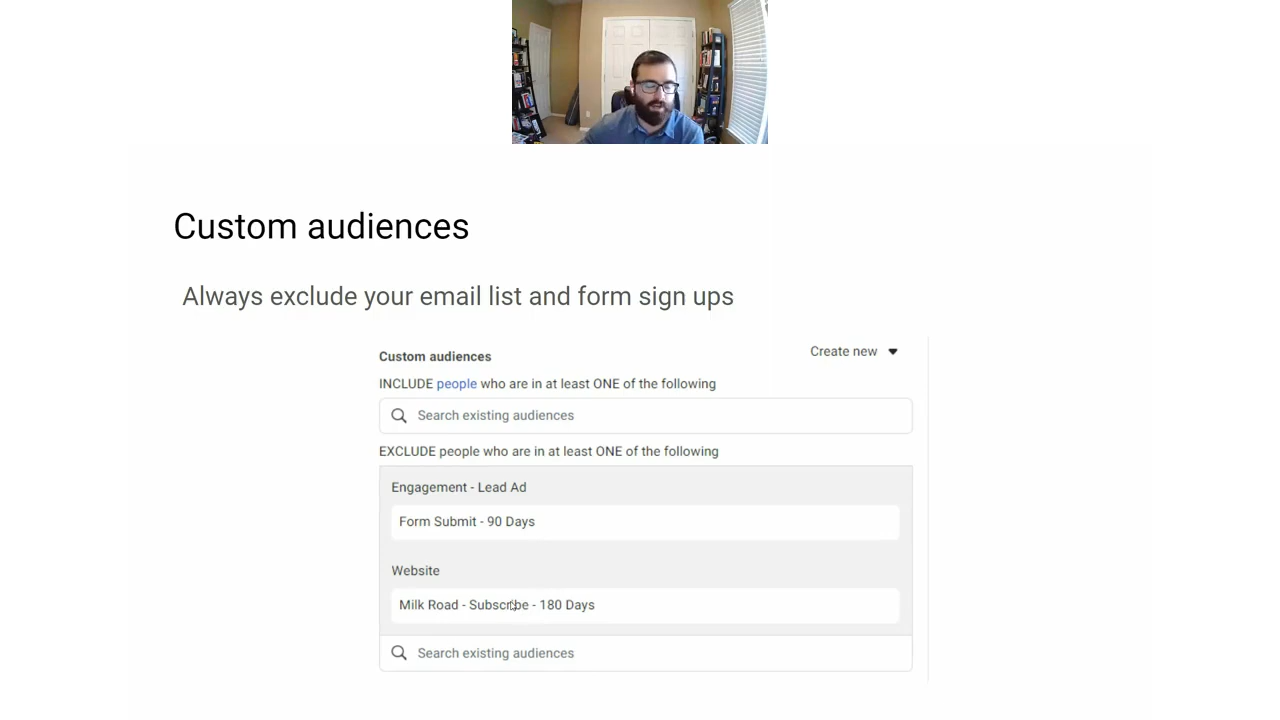 Custom audiences
Always exclude your email list and form sign ups
Custom audiences
Create new
INCLUDE people who are in at least ONE of the following
Search existing audiences
EXCLUDE people who are in at least ONE of the following
Engagement - Lead Ad
Form Submit - 90 Days
Website
Milk Road - Subscribe - 180 Days
Search existing audiences